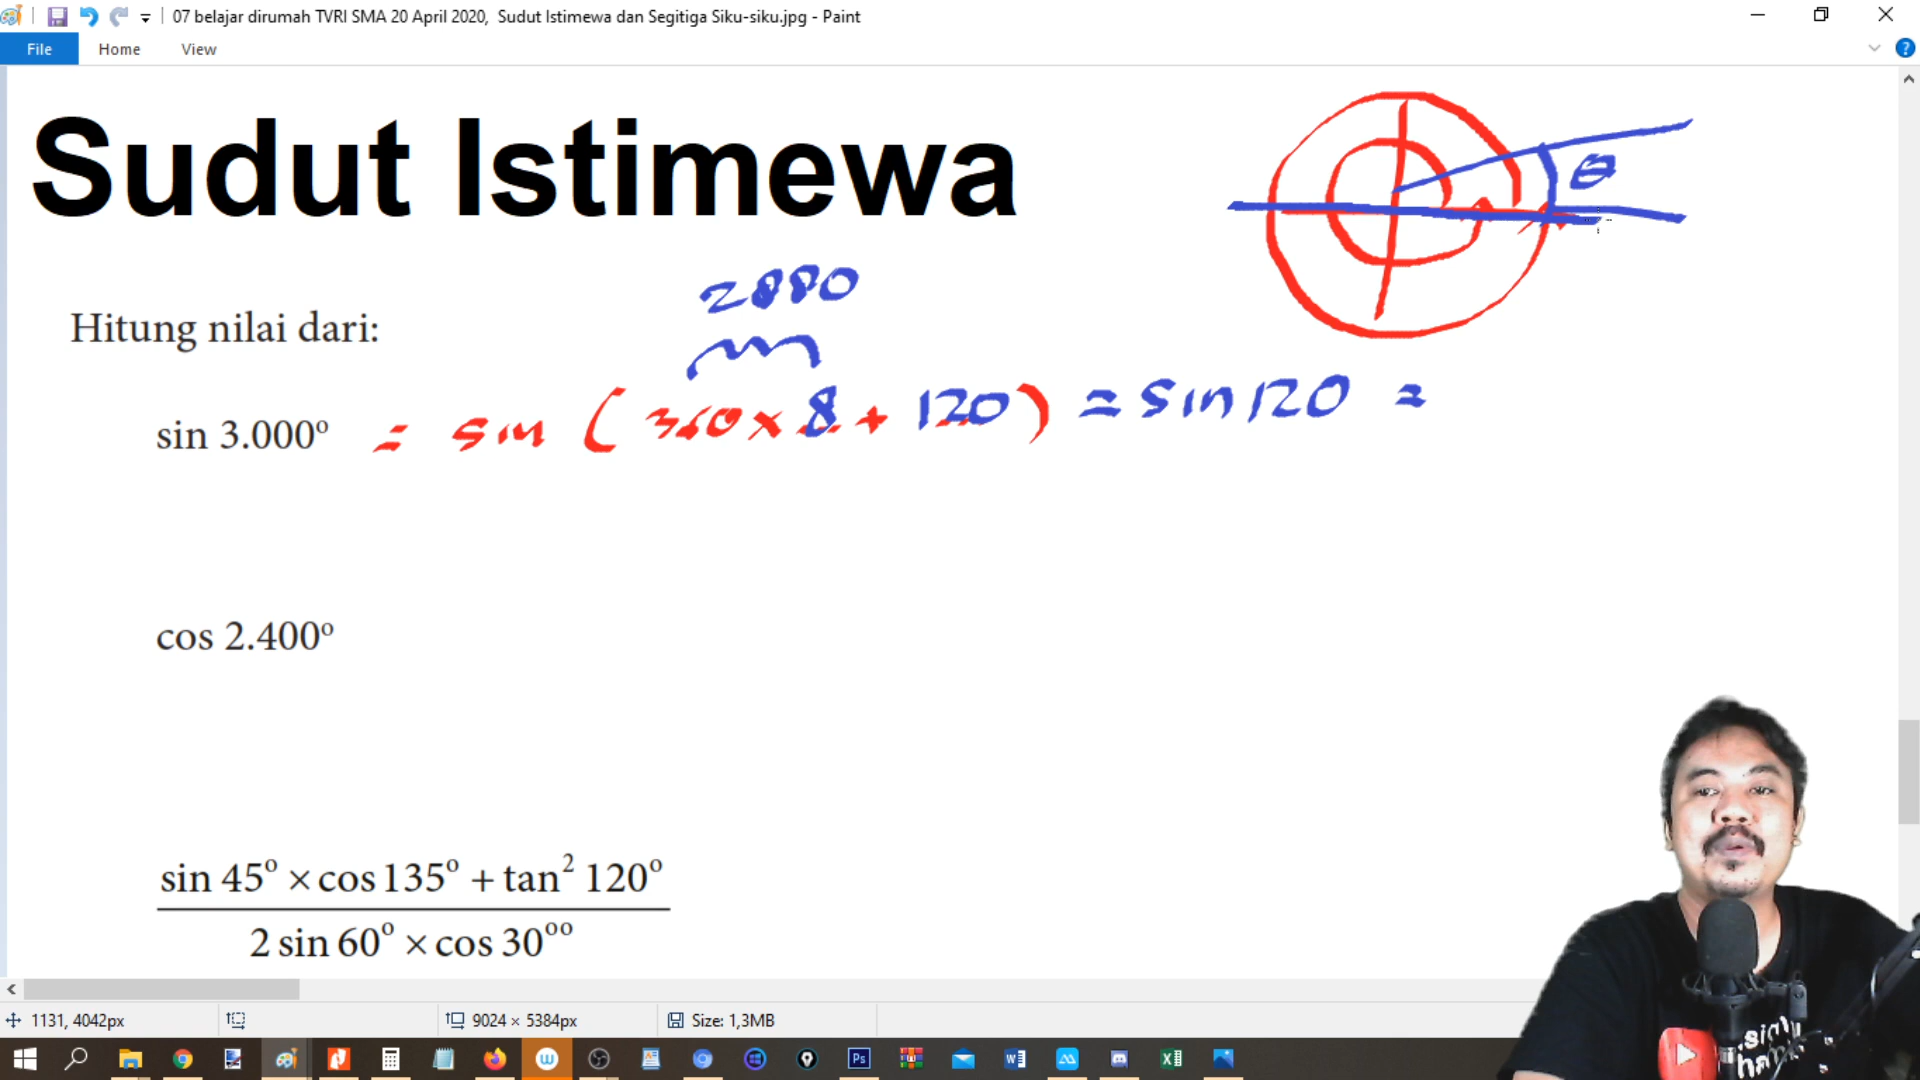 07 belajar dirumah TVRI SMA 20 April 2020, Sudut Istimewa dan Segitiga Siku-siku.jpg - Paint
File Home View
Sudut Istimewa
θ
2880
Hitung nilai dari:
sin 3.000° = sin (360 × 8 + 120) = sin 120 =
cos 2.400°
sin 45° × cos 135° + tan² 120°
2 sin 60° × cos 30°°
1131, 4042px 9024 × 5384px Size: 1,3MB